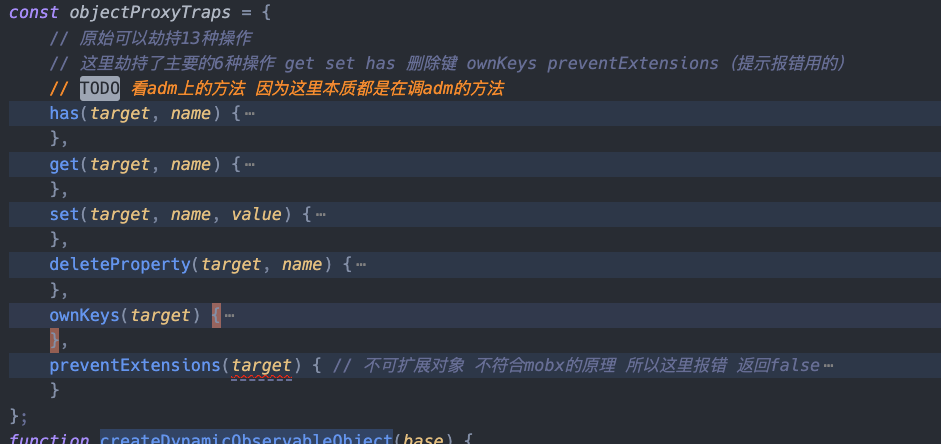 const objectProxyTraps = {
// 原始可以劫持13种操作
// 这里劫持了主要的6种操作 get set has 删除键 ownKeys preventExtensions（提示报错用的）
// TODO 看adm上的方法 因为这里本质都是在调adm的方法
has(target, name) {…
},
get(target, name) {…
},
set(target, name, value) {…
},
deleteProperty(target, name) {…
},
ownKeys(target) {…
},
preventExtensions(target) { // 不可扩展对象 不符合mobx的原理 所以这里报错 返回false…
}
};
function createDynamicObservableObject(base) {